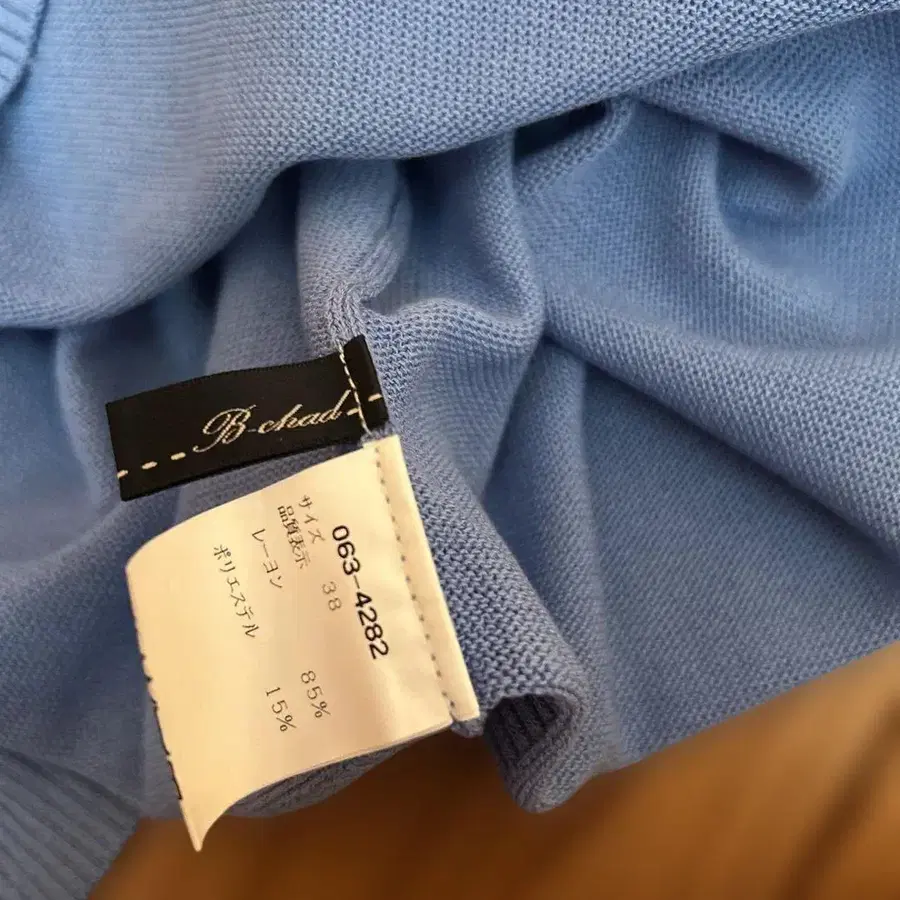 B-chad
063-4282
サイズ 38
品質表示
レーヨン 85%
ポリエステル 15%